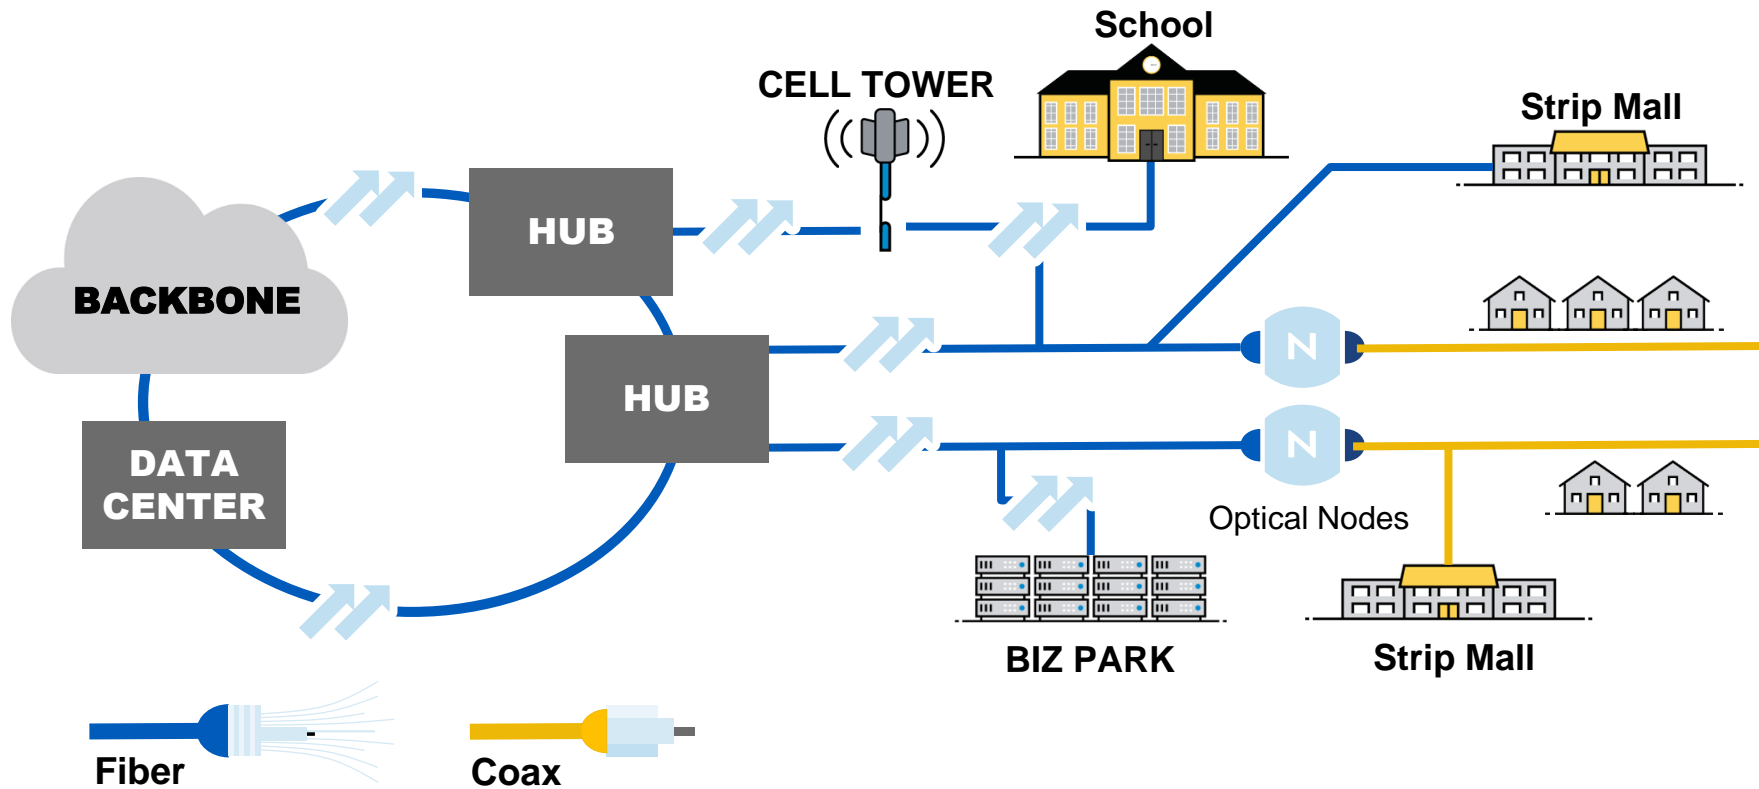 School
CELL TOWER
Strip Mall
HUB
BACKBONE
N
HUB
N
DATA
CENTER
Optical Nodes
BIZ PARK
Strip Mall
Fiber
Coax